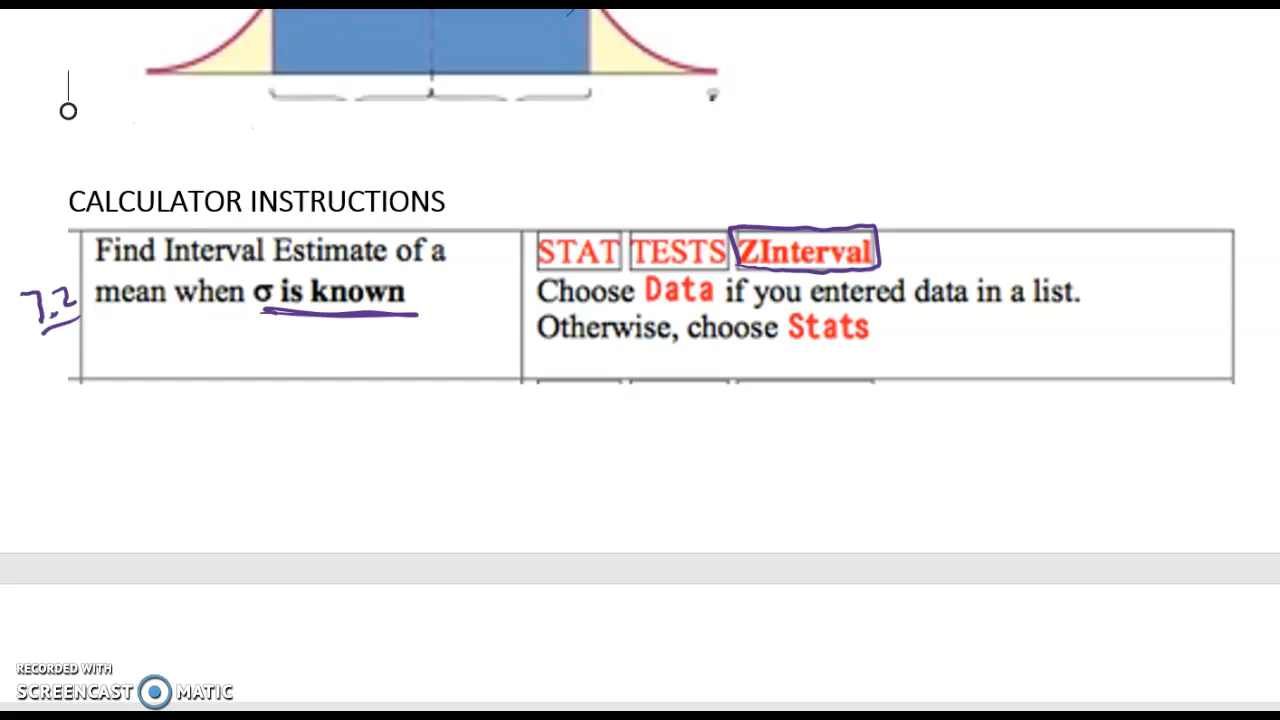 CALCULATOR INSTRUCTIONS
7.2
Find Interval Estimate of a
mean when σ is known
STAT TESTS ZInterval
Choose Data if you entered data in a list.
Otherwise, choose Stats
RECORDED WITH
SCREENCAST MATIC